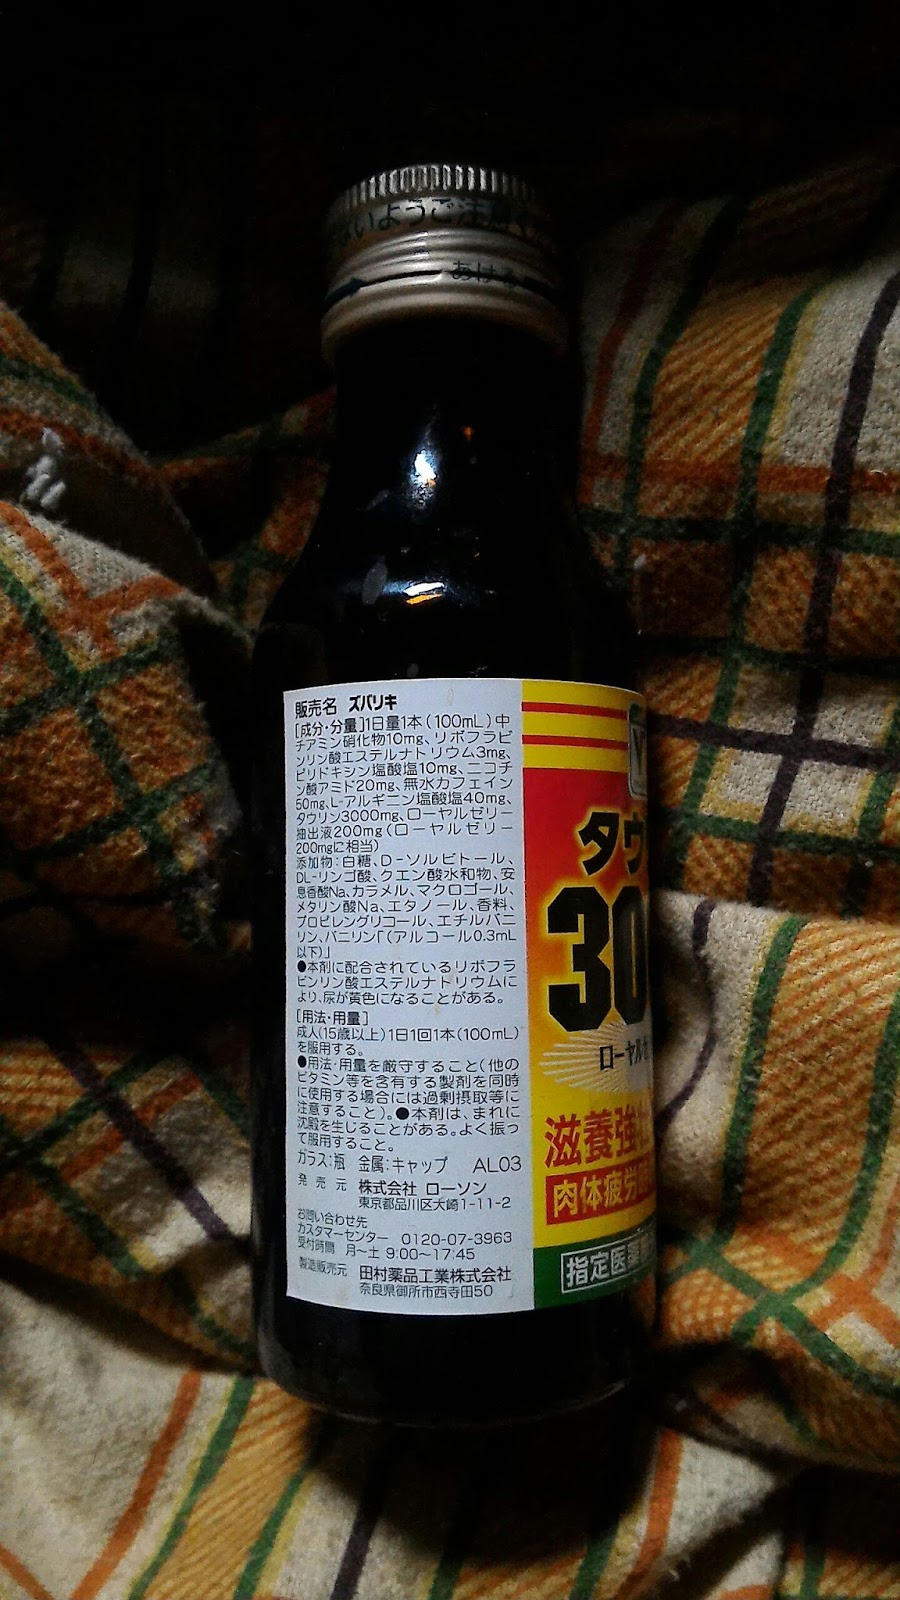 ないようご注意
あける
販売名 ズバリキ
[成分・分量]1日量1本(100mL)中
チアミン硝化物10mg、リボフラビ
ンリン酸エステルナトリウム3mg、
ピリドキシン塩酸塩10mg、ニコチ
ン酸アミド20mg、無水カフェイン
50mg、L-アルギニン塩酸塩40mg、
タウリン3000mg、ローヤルゼリー
抽出液200mg(ローヤルゼリー
200mgに相当)
添加物:白糖、D-ソルビトール、
DL-リンゴ酸、クエン酸水和物、安
息香酸Na、カラメル、マクロゴール、
メタリン酸Na、エタノール、香料、
プロピレングリコール、エチルバニ
リン、バニリン「(アルコール0.3mL
以下)」
●本剤に配合されているリボフラ
ビンリン酸エステルナトリウムに
より、尿が黄色になることがある。
[用法・用量]
成人(15歳以上)1日1回1本(100mL)
を服用する。
●用法・用量を厳守すること(他の
ビタミン等を含有する製剤を同時
に使用する場合には過剰摂取等に
注意すること)。●本剤は、まれに
沈殿を生じることがある。よく振っ
て服用すること。
ガラス:瓶 金属:キャップ AL03
発売元 株式会社 ローソン
東京都品川区大崎1-11-2
お問い合わせ先
カスタマーセンター 0120-07-3963
受付時間 月〜土 9:00〜17:45
製造販売元 田村薬品工業株式会社
奈良県御所市西寺田50
タウ
30
ローヤル
滋養強
肉体疲労
指定医薬